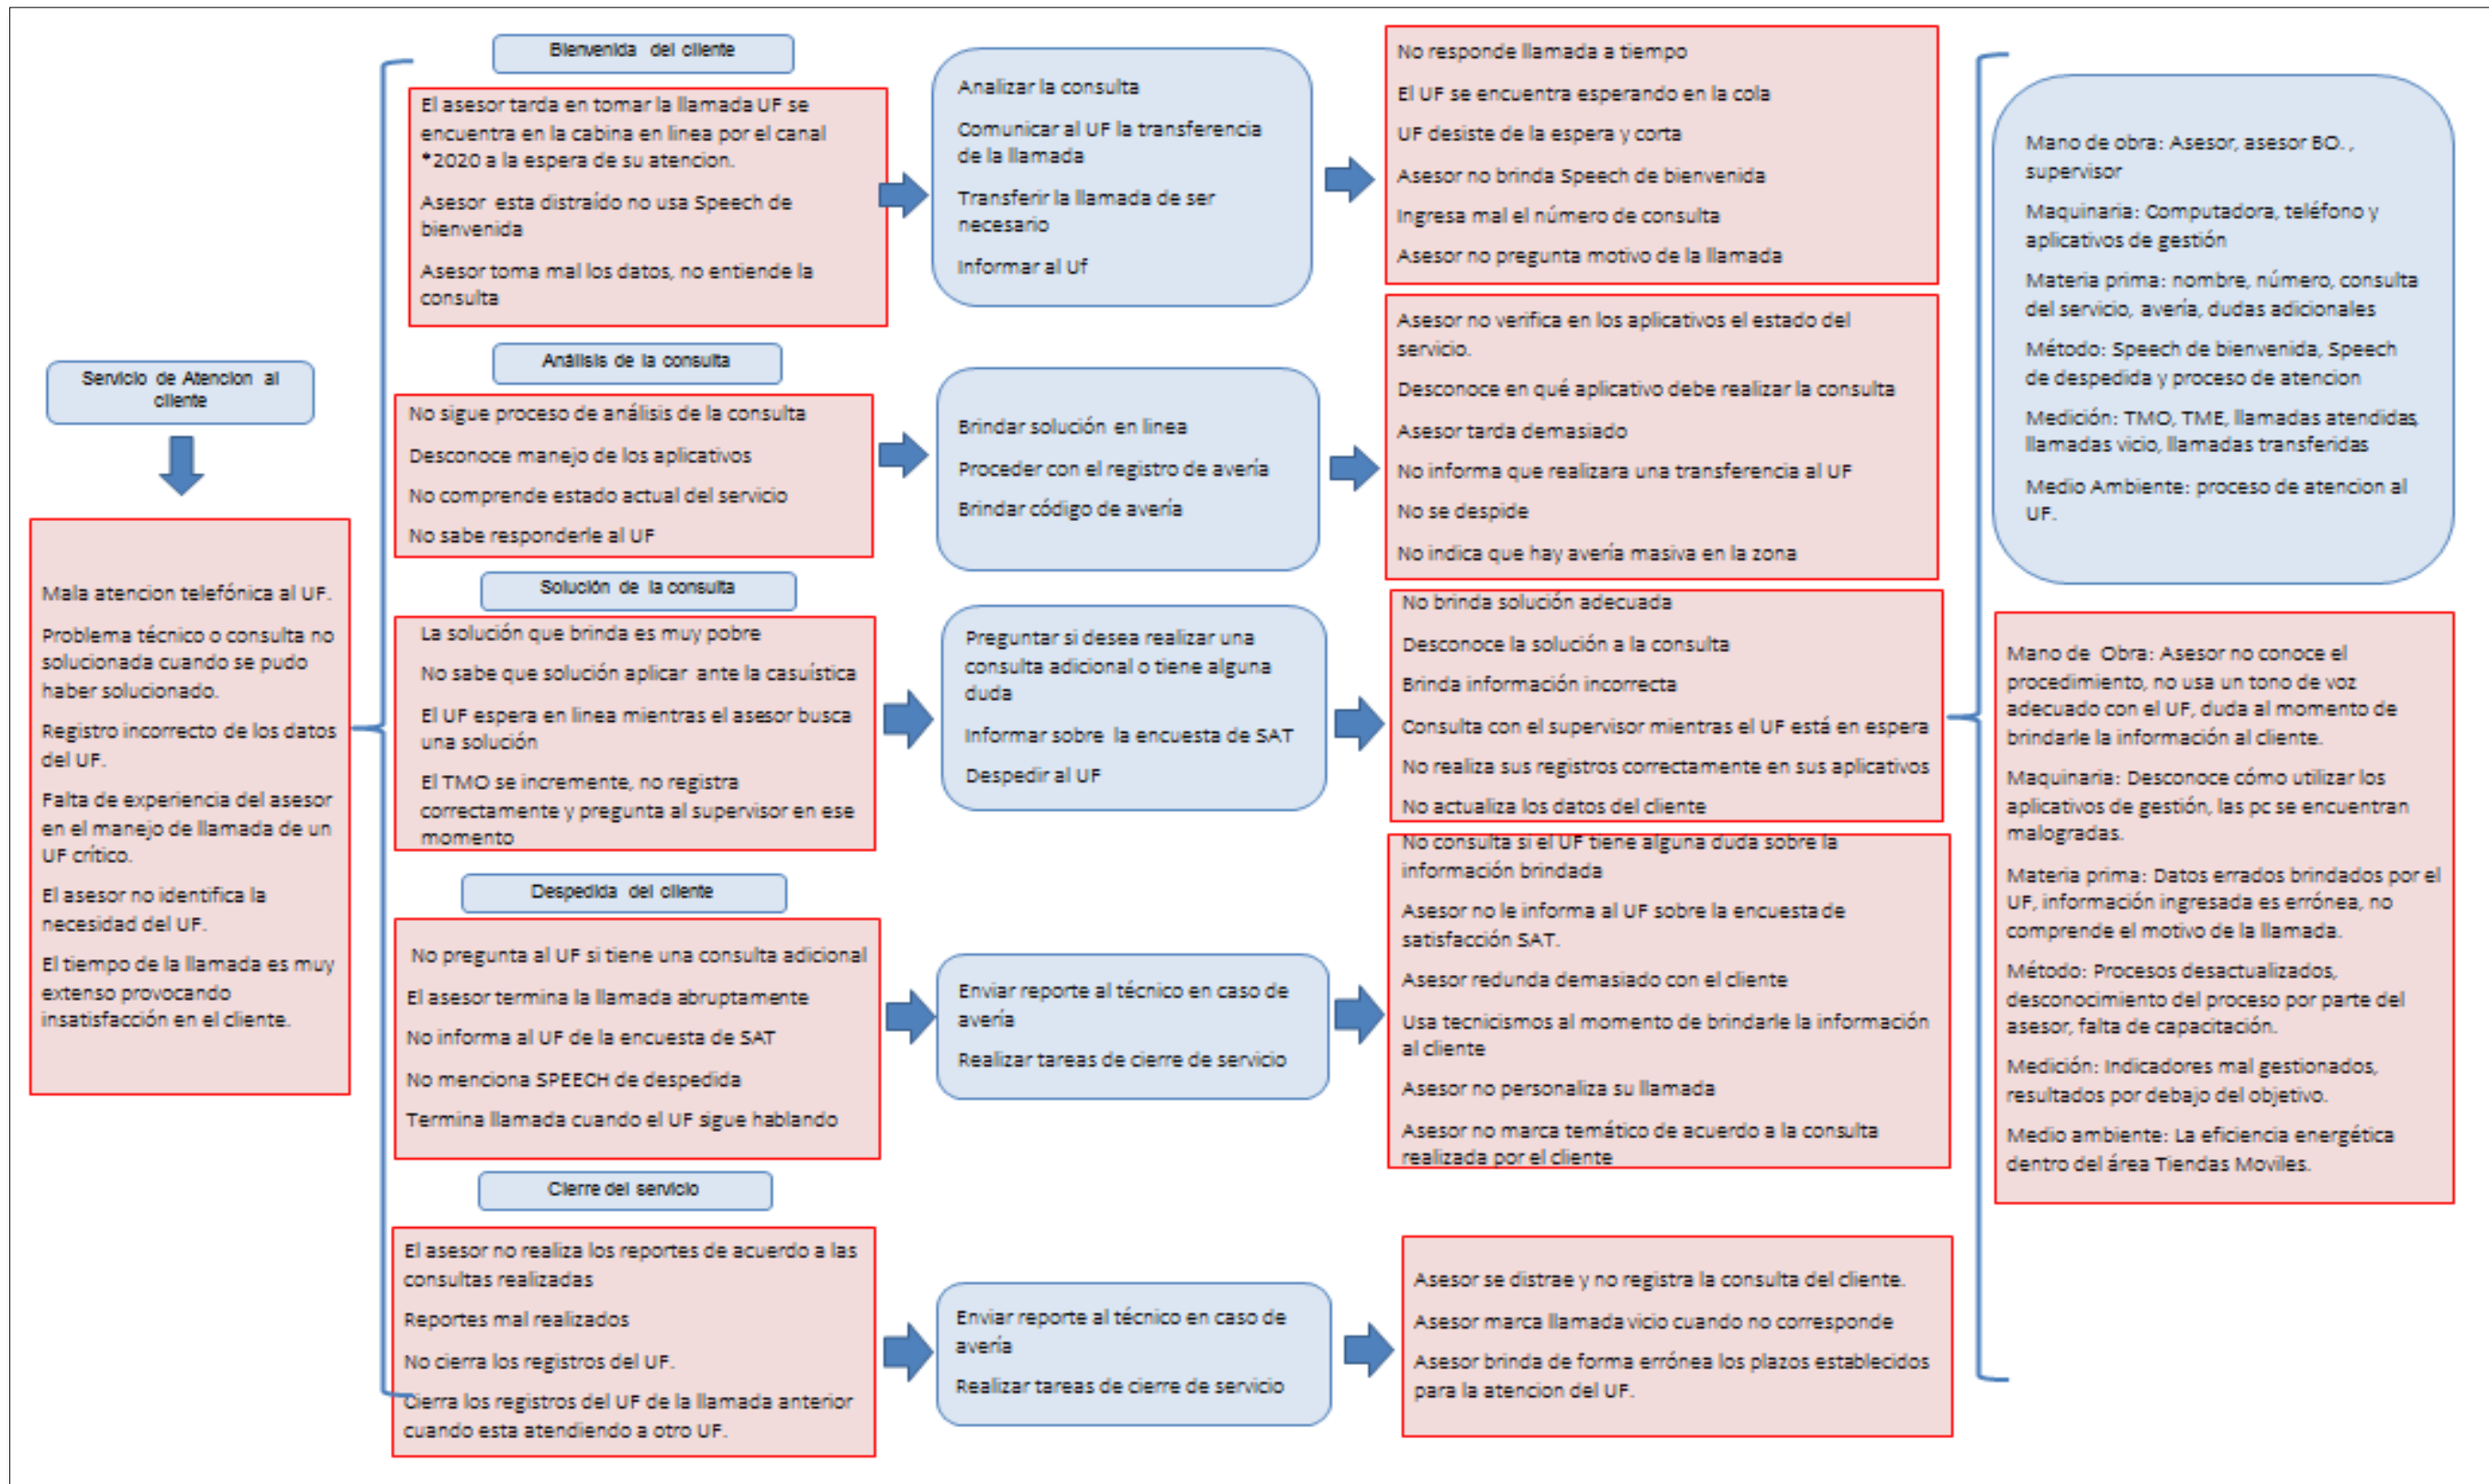 Servicio de Atencion al
cliente
Mala atencion telefónica al UF.
Problema técnico o consulta no
solucionada cuando se pudo
haber solucionado.
Registro incorrecto de los datos
del UF.
Falta de experiencia del asesor
en el manejo de llamada de un
UF crítico.
El asesor no identifica la
necesidad del UF.
El tiempo de la llamada es muy
extenso provocando
insatisfacción en el cliente.
Bienvenida del cliente
El asesor tarda en tomar la llamada UF se
encuentra en la cabina en linea por el canal
*2020 a la espera de su atencion.
Asesor esta distraído no usa Speech de
bienvenida
Asesor toma mal los datos, no entiende la
consulta
Analizar la consulta
Comunicar al UF la transferencia
de la llamada
Transferir la llamada de ser
necesario
Informar al Uf
No responde llamada a tiempo
El UF se encuentra esperando en la cola
UF desiste de la espera y corta
Asesor no brinda Speech de bienvenida
Ingresa mal el número de consulta
Asesor no pregunta motivo de la llamada
Análisis de la consulta
No sigue proceso de análisis de la consulta
Desconoce manejo de los aplicativos
No comprende estado actual del servicio
No sabe responderle al UF
Brindar solución en linea
Proceder con el registro de avería
Brindar código de avería
Asesor no verifica en los aplicativos el estado del
servicio.
Desconoce en qué aplicativo debe realizar la consulta
Asesor tarda demasiado
No informa que realizara una transferencia al UF
No se despide
No indica que hay avería masiva en la zona
Solución de la consulta
La solución que brinda es muy pobre
No sabe que solución aplicar ante la casuística
El UF espera en linea mientras el asesor busca
una solución
El TMO se incremente, no registra
correctamente y pregunta al supervisor en ese
momento
Preguntar si desea realizar una
consulta adicional o tiene alguna
duda
Informar sobre la encuesta de SAT
Despedir al UF
No brinda solución adecuada
Desconoce la solución a la consulta
Brinda información incorrecta
Consulta con el supervisor mientras el UF está en espera
No realiza sus registros correctamente en sus aplicativos
No actualiza los datos del cliente
Despedida del cliente
No pregunta al UF si tiene una consulta adicional
El asesor termina la llamada abruptamente
No informa al UF de la encuesta de SAT
No menciona SPEECH de despedida
Termina llamada cuando el UF sigue hablando
Enviar reporte al técnico en caso de
avería
Realizar tareas de cierre de servicio
No consulta si el UF tiene alguna duda sobre la
información brindada
Asesor no le informa al UF sobre la encuesta de
satisfacción SAT.
Asesor redunda demasiado con el cliente
Usa tecnicismos al momento de brindarle la información
al cliente
Asesor no personaliza su llamada
Asesor no marca temático de acuerdo a la consulta
realizada por el cliente
Cierre del servicio
El asesor no realiza los reportes de acuerdo a las
consultas realizadas
Reportes mal realizados
No cierra los registros del UF.
Cierra los registros del UF de la llamada anterior
cuando esta atendiendo a otro UF.
Enviar reporte al técnico en caso de
avería
Realizar tareas de cierre de servicio
Asesor se distrae y no registra la consulta del cliente.
Asesor marca llamada vicio cuando no corresponde
Asesor brinda de forma errónea los plazos establecidos
para la atencion del UF.
Mano de obra: Asesor, asesor BO. ,
supervisor
Maquinaria: Computadora, teléfono y
aplicativos de gestión
Materia prima: nombre, número, consulta
del servicio, avería, dudas adicionales
Método: Speech de bienvenida, Speech
de despedida y proceso de atencion
Medición: TMO, TME, llamadas atendidas,
llamadas vicio, llamadas transferidas
Medio Ambiente: proceso de atencion al
UF.
Mano de Obra: Asesor no conoce el
procedimiento, no usa un tono de voz
adecuado con el UF, duda al momento de
brindarle la información al cliente.
Maquinaria: Desconoce cómo utilizar los
aplicativos de gestión, las pc se encuentran
malogradas.
Materia prima: Datos errados brindados por el
UF, información ingresada es errónea, no
comprende el motivo de la llamada.
Método: Procesos desactualizados,
desconocimiento del proceso por parte del
asesor, falta de capacitación.
Medición: Indicadores mal gestionados,
resultados por debajo del objetivo.
Medio ambiente: La eficiencia energética
dentro del área Tiendas Moviles.